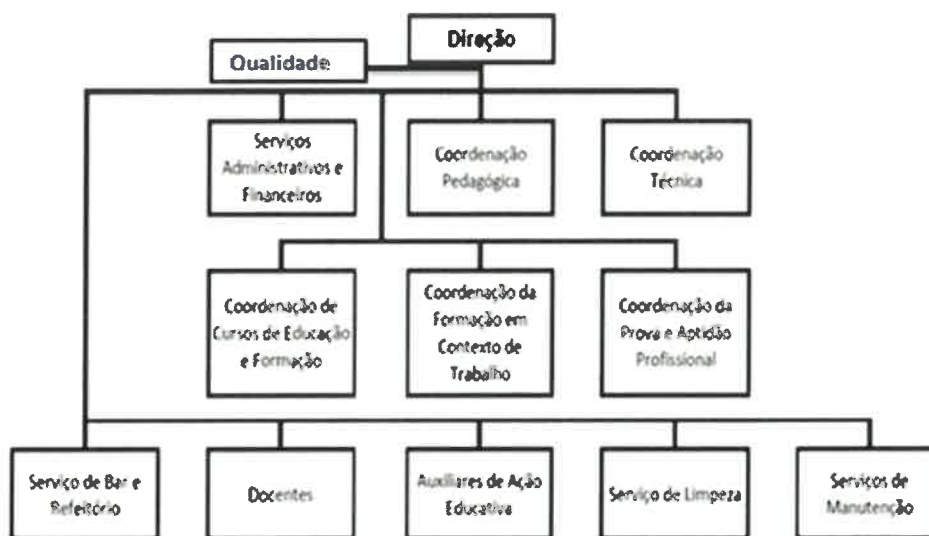 Direção
Qualidade
Serviços
Administrativos e
Financeiros
Coordenação
Pedagógica
Coordenação
Técnica
Coordenação de
Cursos de Educação
e Formação
Coordenação da
Formação em
Contexto de
Trabalho
Coordenação da
Prova e Aptidão
Profissional
Serviço de Bar e
Refeitório
Docentes
Auxiliares de Ação
Educativa
Serviço de Limpeza
Serviços de
Manutenção